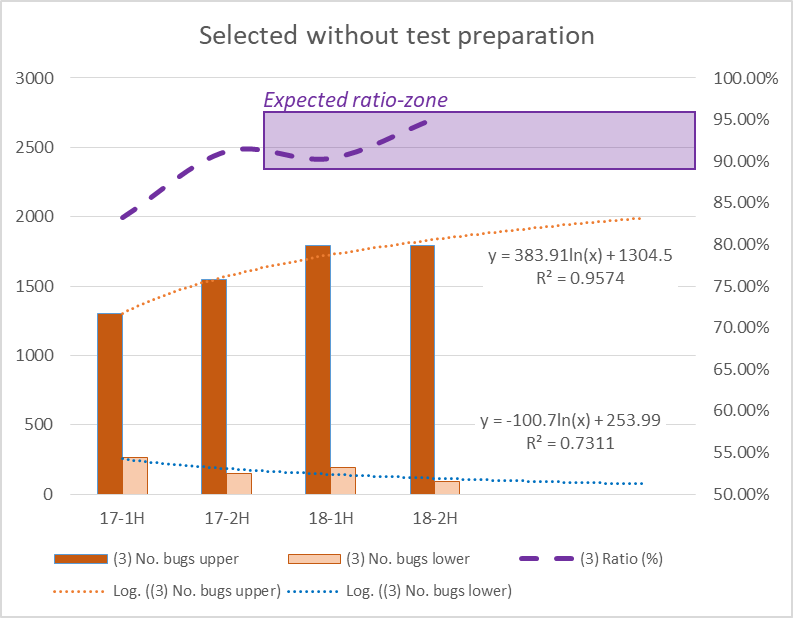 Selected without test preparation
3000
2500
2000
1500
1000
500
0
100.00%
95.00%
90.00%
85.00%
80.00%
75.00%
70.00%
65.00%
60.00%
55.00%
50.00%
Expected ratio-zone
y = 383.91ln(x) + 1304.5
R² = 0.9574
y = -100.7ln(x) + 253.99
R² = 0.7311
17-1H 17-2H 18-1H 18-2H
(3) No. bugs upper (3) No. bugs lower (3) Ratio (%)
Log. ((3) No. bugs upper) Log. ((3) No. bugs lower)